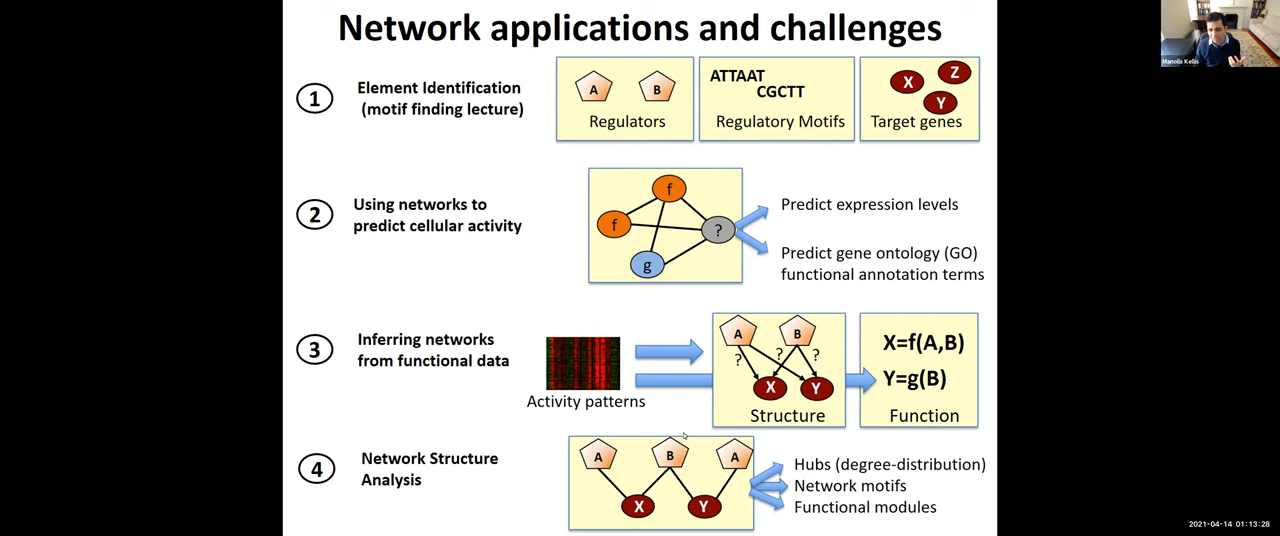 Network applications and challenges
Manolis Kellis
1
Element Identification
(motif finding lecture)
A
B
Regulators
ATTAAT
CGCTT
Regulatory Motifs
X
Z
Y
Target genes
2
Using networks to
predict cellular activity
f
f
?
g
Predict expression levels
Predict gene ontology (GO)
functional annotation terms
3
Inferring networks
from functional data
Activity patterns
A
B
?
?
?
X
Y
Structure
X=f(A,B)
Y=g(B)
Function
4
Network Structure
Analysis
A
B
A
X
Y
Hubs (degree-distribution)
Network motifs
Functional modules
2021-04-14 01:13:28